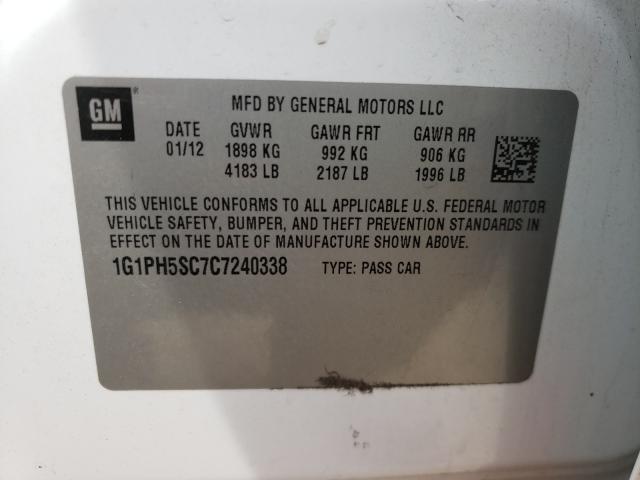 GM ®
MFD BY GENERAL MOTORS LLC
DATE GVWR GAWR FRT GAWR RR
01/12 1898 KG 992 KG 906 KG
4183 LB 2187 LB 1996 LB
THIS VEHICLE CONFORMS TO ALL APPLICABLE U.S. FEDERAL MOTOR
VEHICLE SAFETY, BUMPER, AND THEFT PREVENTION STANDARDS IN
EFFECT ON THE DATE OF MANUFACTURE SHOWN ABOVE.
1G1PH5SC7C7240338 TYPE: PASS CAR